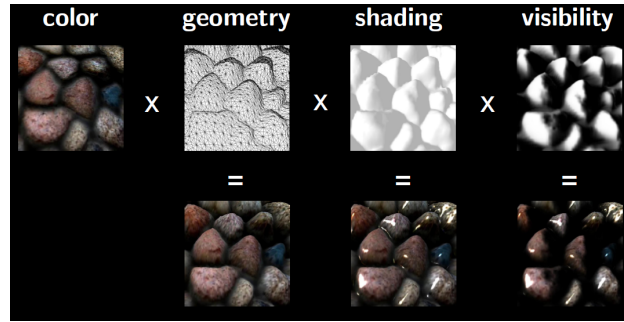 color geometry shading visibility
x x x
= = =